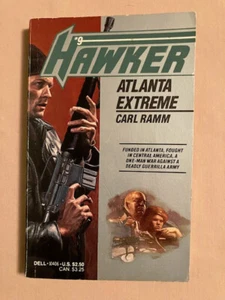 #9
HAWKER
ATLANTA
EXTREME
CARL RAMM
FUNDED IN ATLANTA, FOUGHT
IN CENTRAL AMERICA, A
ONE-MAN WAR AGAINST A
DEADLY GUERRILLA ARMY
DELL • 10406 • U.S. $2.50
CAN. $3.25